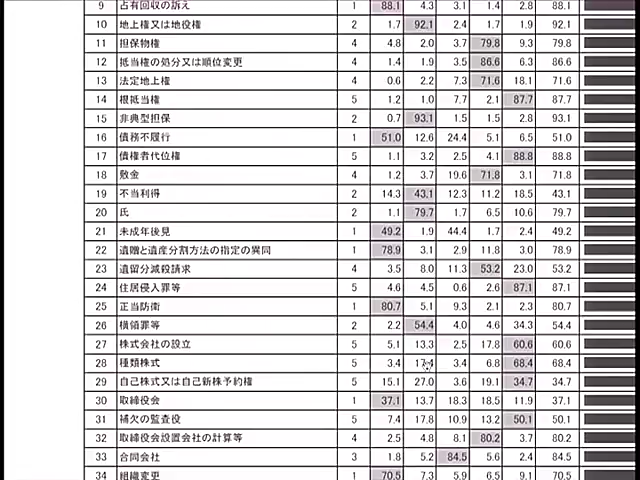 9 占有回収の訴え 1 88.1 4.3 3.1 1.4 2.8 88.1
10 地上権又は地役権 2 1.7 92.1 2.4 1.7 1.9 92.1
11 担保物権 4 4.8 2.0 3.7 79.8 9.3 79.8
12 抵当権の処分又は順位変更 4 1.4 1.9 3.5 86.6 6.3 86.6
13 法定地上権 4 0.6 2.2 7.3 71.6 18.1 71.6
14 根抵当権 5 1.2 1.0 7.7 2.1 87.7 87.7
15 非典型担保 2 0.7 93.1 1.5 1.5 2.8 93.1
16 債務不履行 1 51.0 12.6 24.4 5.1 6.5 51.0
17 債権者代位権 5 1.1 3.2 2.5 4.1 88.8 88.8
18 敷金 4 1.2 3.7 19.6 71.8 3.1 71.8
19 不当利得 2 14.3 43.1 12.3 11.2 18.5 43.1
20 氏 2 1.1 79.7 1.7 6.5 10.6 79.7
21 未成年後見 1 49.2 1.9 44.4 1.7 2.4 49.2
22 遺贈と遺産分割方法の指定の異同 1 78.9 3.1 2.9 11.8 3.0 78.9
23 遺留分減殺請求 4 3.5 8.0 11.3 53.2 23.0 53.2
24 住居侵入罪等 5 4.6 4.5 0.6 2.6 87.1 87.1
25 正当防衛 1 80.7 5.1 9.3 2.1 2.3 80.7
26 横領罪等 2 2.2 54.4 4.0 4.6 34.3 54.4
27 株式会社の設立 5 5.1 13.3 2.5 17.8 60.6 60.6
28 種類株式 5 3.4 3.4 6.8 68.4 68.4
29 自己株式又は自己新株予約権 5 15.1 27.0 3.6 19.1 34.7 34.7
30 取締役会 1 37.1 13.7 18.3 18.5 11.9 37.1
31 補欠の監査役 5 7.4 17.8 10.9 13.2 50.1 50.1
32 取締役会設置会社の計算等 4 2.5 4.8 8.1 80.2 3.7 80.2
33 合同会社 3 1.8 5.2 84.5 5.6 2.4 84.5
34 組織変更 1 70.5 7.3 5.9 6.5 9.1 70.5